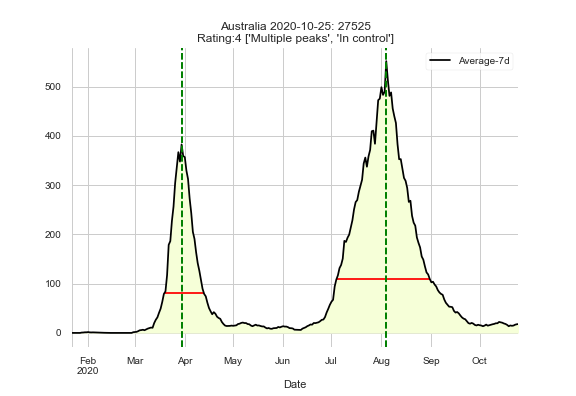 Australia 2020-10-25: 27525
Rating:4 ['Multiple peaks', 'In control']
Average-7d
500
400
300
200
100
0
Feb Mar Apr May Jun Jul Aug Sep Oct
2020
Date